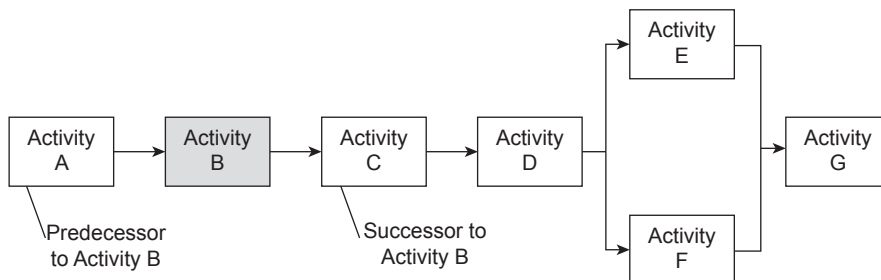 Activity
E
Activity
A
Activity
B
Activity
C
Activity
D
Activity
G
Predecessor
to Activity B
Successor to
Activity B
Activity
F